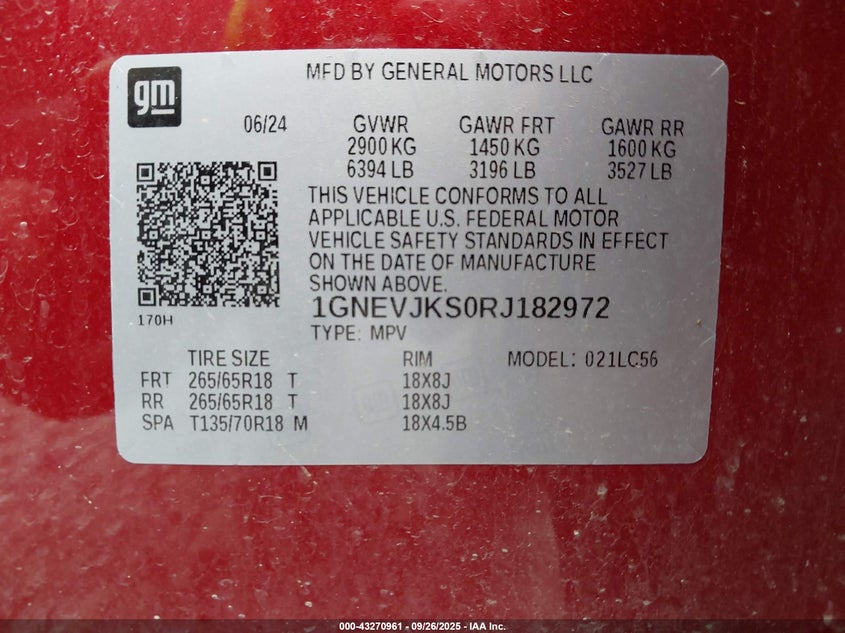 gm
MFD BY GENERAL MOTORS LLC
06/24 GVWR GAWR FRT GAWR RR
2900 KG 1450 KG 1600 KG
6394 LB 3196 LB 3527 LB
THIS VEHICLE CONFORMS TO ALL
APPLICABLE U.S. FEDERAL MOTOR
VEHICLE SAFETY STANDARDS IN EFFECT
ON THE DATE OF MANUFACTURE
SHOWN ABOVE.
170H
1GNEVJKS0RJ182972
TYPE: MPV
TIRE SIZE RIM MODEL: 021LC56
FRT 265/65R18 T 18X8J
RR 265/65R18 T 18X8J
SPA T135/70R18 M 18X4.5B
000-43270961 - 09/26/2025 - IAA Inc.